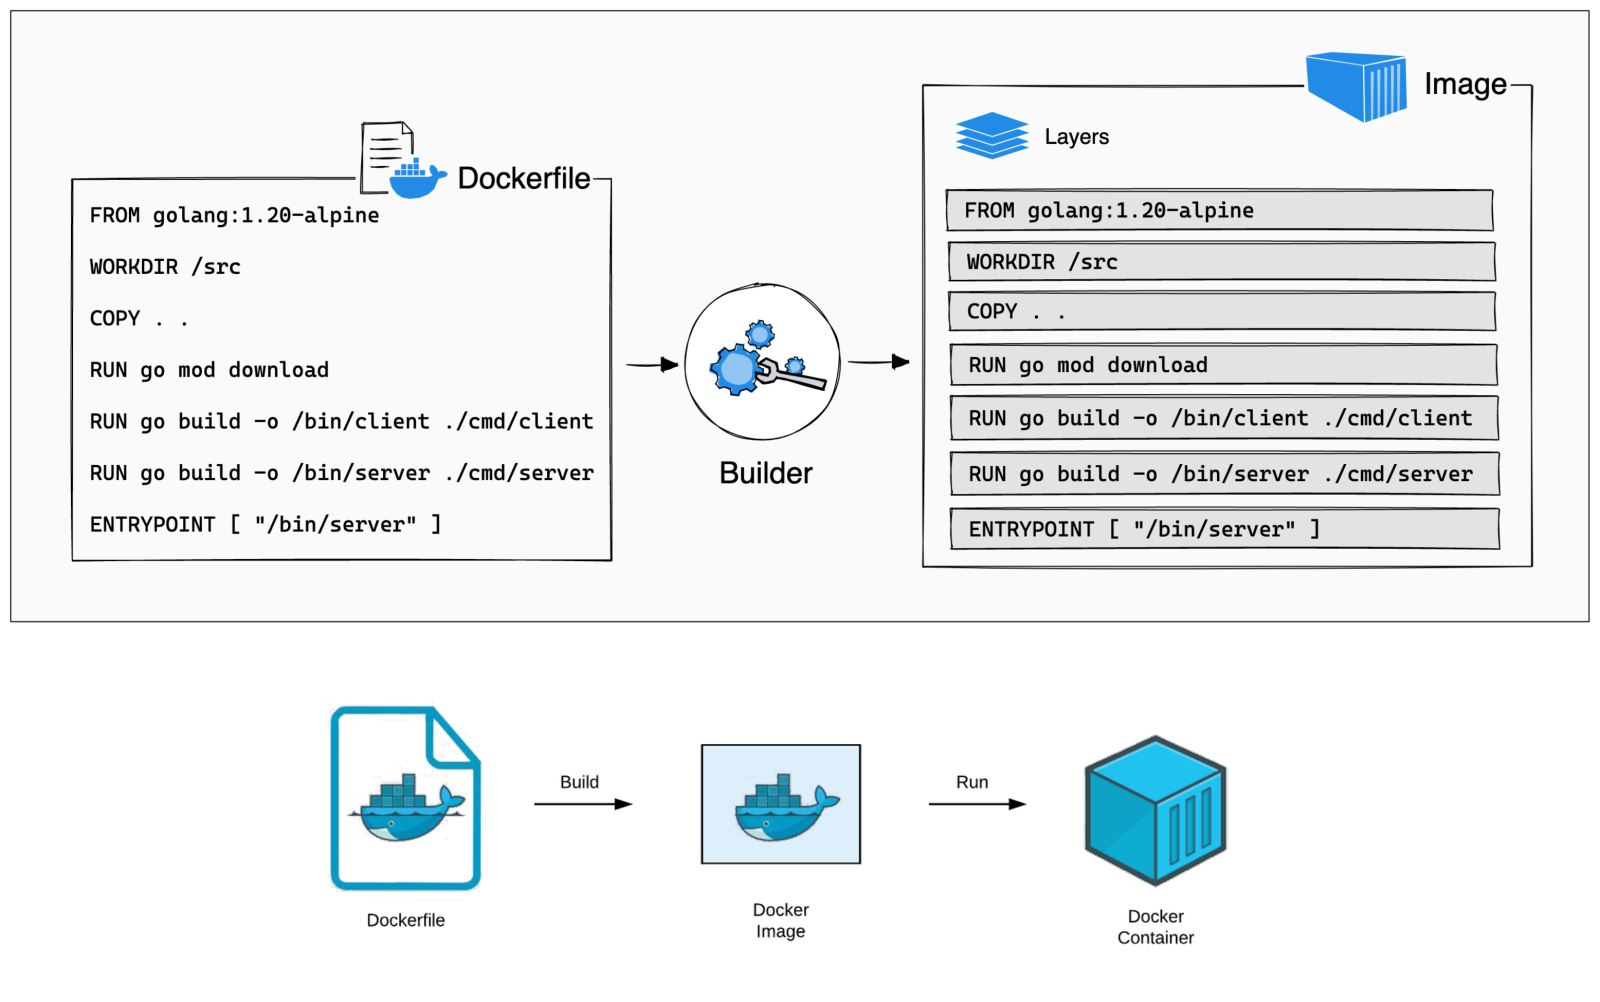 Dockerfile
FROM golang:1.20-alpine
WORKDIR /src
COPY . .
RUN go mod download
RUN go build -o /bin/client ./cmd/client
RUN go build -o /bin/server ./cmd/server
ENTRYPOINT [ "/bin/server" ]
Builder
Image
Layers
FROM golang:1.20-alpine
WORKDIR /src
COPY . .
RUN go mod download
RUN go build -o /bin/client ./cmd/client
RUN go build -o /bin/server ./cmd/server
ENTRYPOINT [ "/bin/server" ]
Dockerfile
Build
Docker
Image
Run
Docker
Container